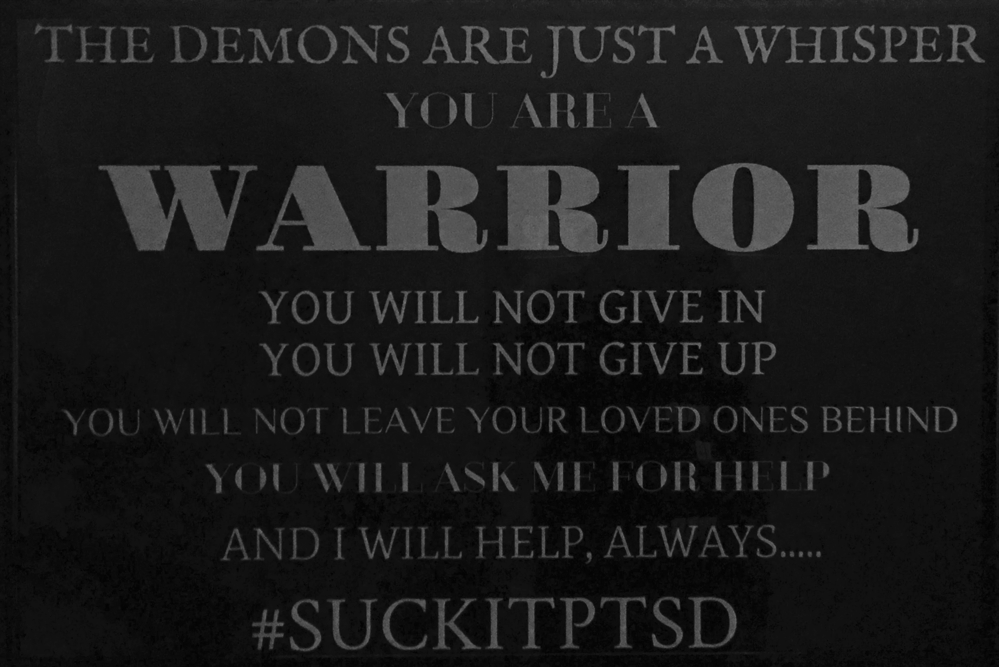 THE DEMONS ARE JUST A WHISPER
YOU ARE A
WARRIOR
YOU WILL NOT GIVE IN
YOU WILL NOT GIVE UP
YOU WILL NOT LEAVE YOUR LOVED ONES BEHIND
YOU WILL ASK ME FOR HELP
AND I WILL HELP, ALWAYS.....
#SUCKITPTSD